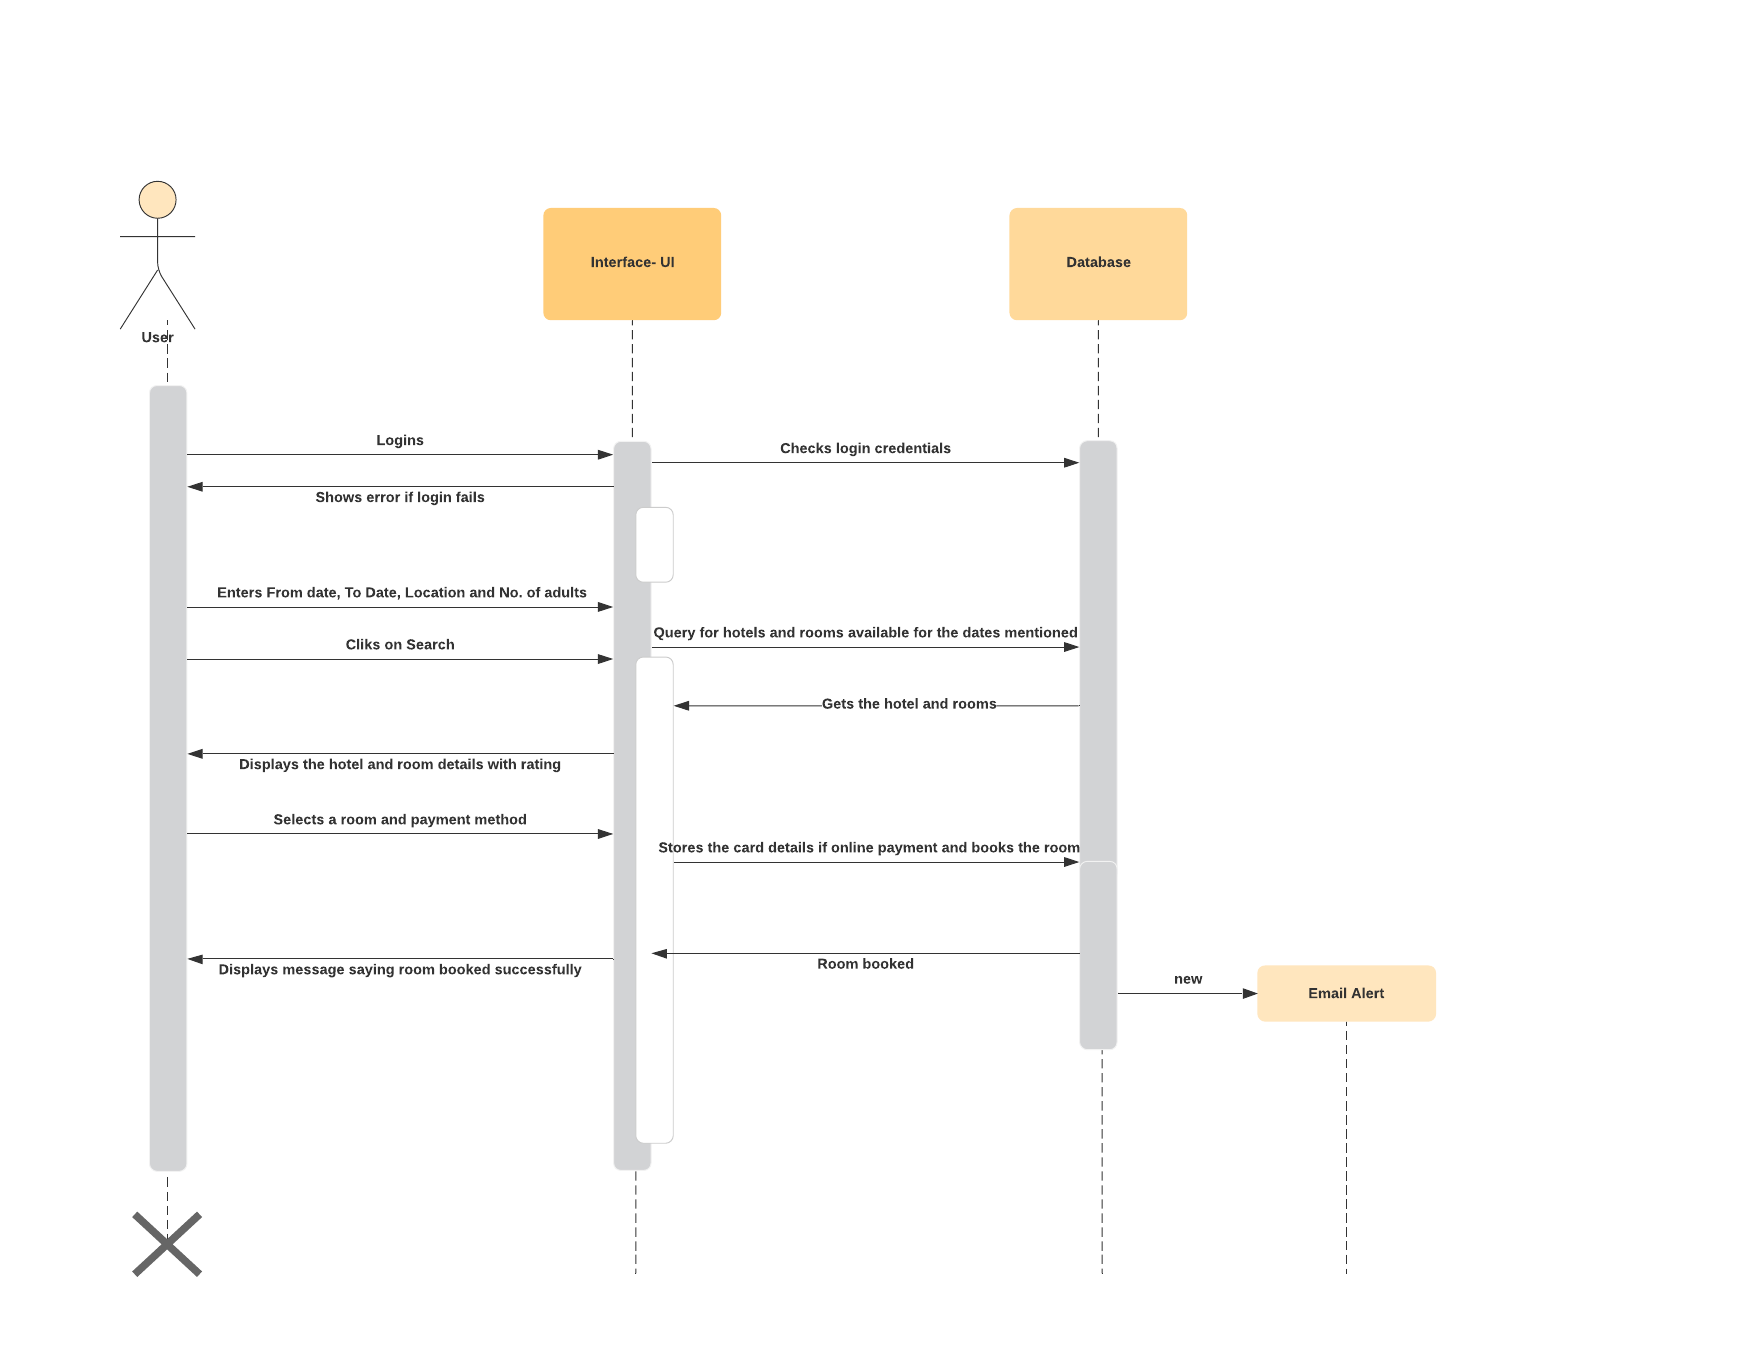 Interface- UI
Database
User
Logins
Checks login credentials
Shows error if login fails
Enters From date, To Date, Location and No. of adults
Query for hotels and rooms available for the dates mentioned
Cliks on Search
Gets the hotel and rooms
Displays the hotel and room details with rating
Selects a room and payment method
Stores the card details if online payment and books the room
Room booked
Displays message saying room booked successfully
new
Email Alert